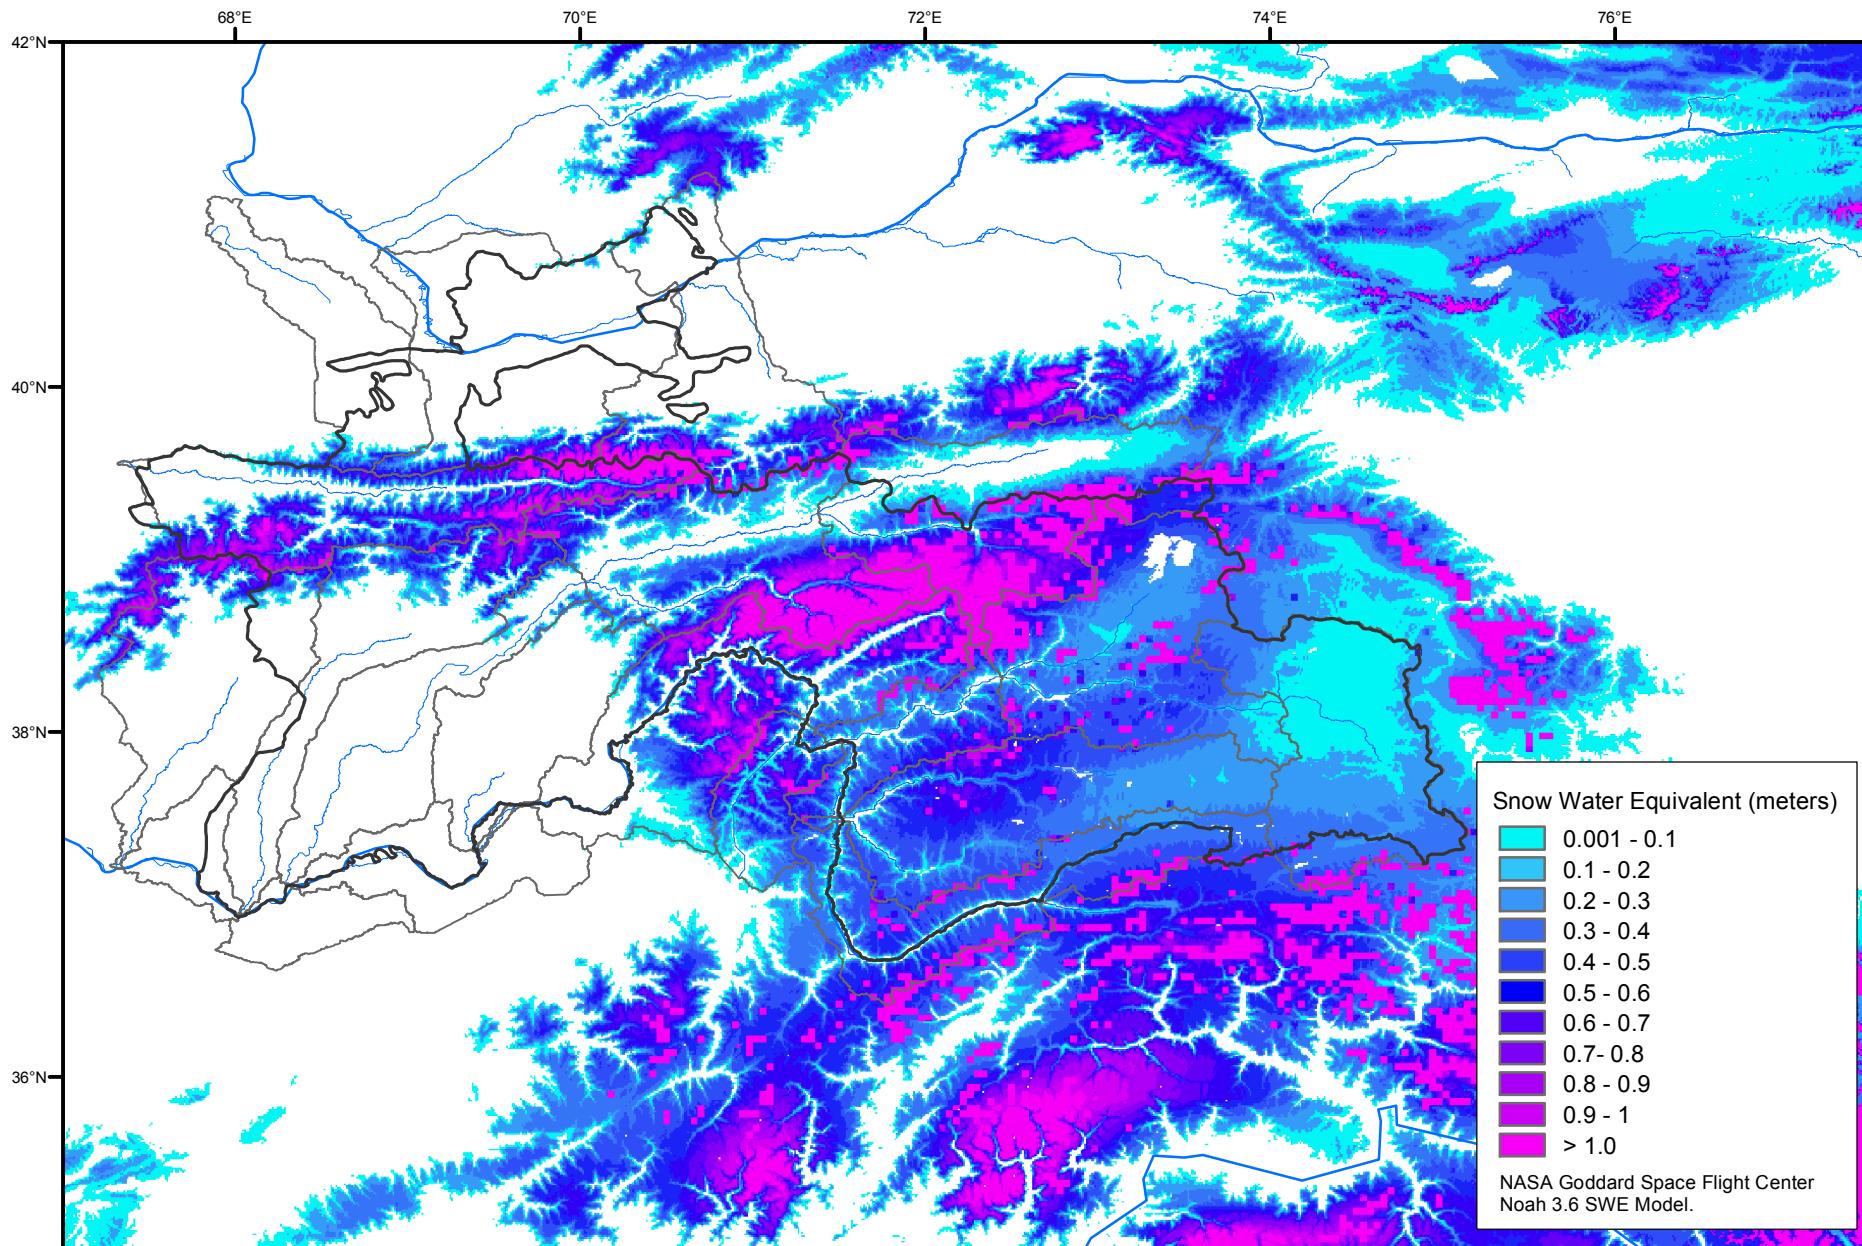 68°E 70°E 72°E 74°E 76°E
42°N
40°N
38°N
36°N
Snow Water Equivalent (meters)
0.001 - 0.1
0.1 - 0.2
0.2 - 0.3
0.3 - 0.4
0.4 - 0.5
0.5 - 0.6
0.6 - 0.7
0.7- 0.8
0.8 - 0.9
0.9 - 1
> 1.0
NASA Goddard Space Flight Center
Noah 3.6 SWE Model.